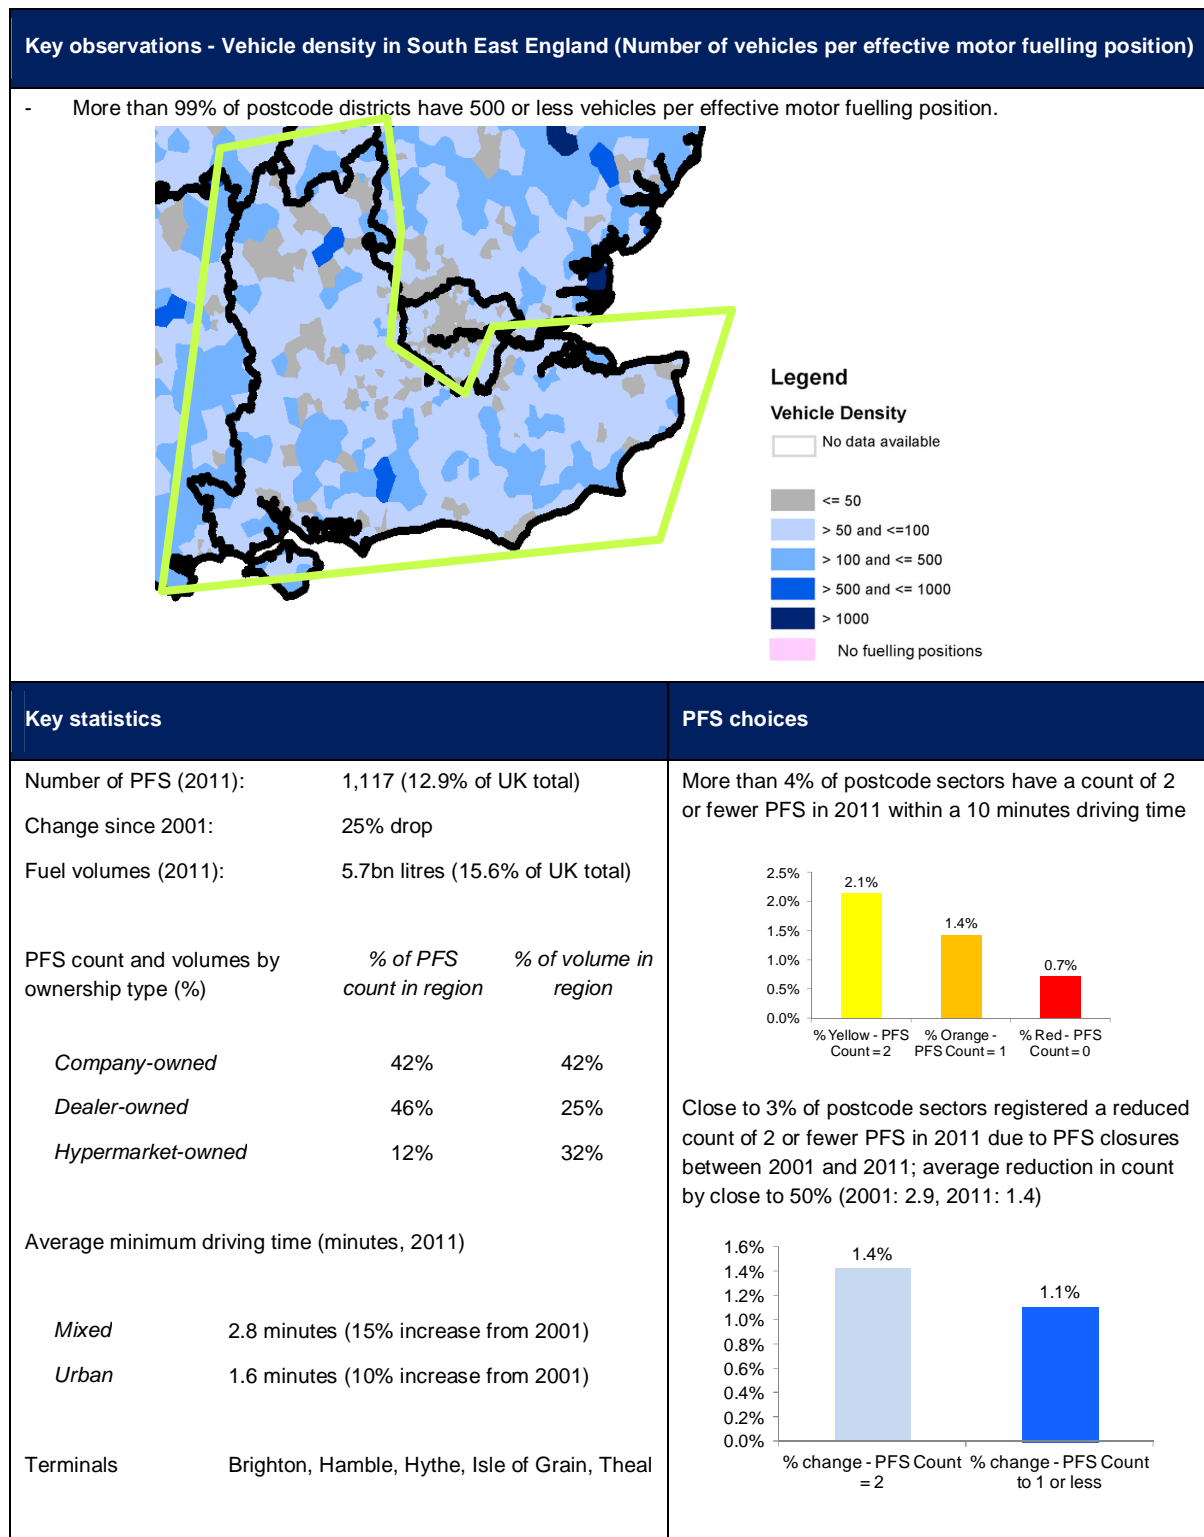 Key observations - Vehicle density in South East England (Number of vehicles per effective motor fuelling position)
- More than 99% of postcode districts have 500 or less vehicles per effective motor fuelling position.
Legend
Vehicle Density
No data available
<= 50
> 50 and <=100
> 100 and <= 500
> 500 and <= 1000
> 1000
No fuelling positions
Key statistics
Number of PFS (2011): 1,117 (12.9% of UK total)
Change since 2001: 25% drop
Fuel volumes (2011): 5.7bn litres (15.6% of UK total)
PFS count and volumes by % of PFS % of volume in
ownership type (%) count in region region
Company-owned 42% 42%
Dealer-owned 46% 25%
Hypermarket-owned 12% 32%
Average minimum driving time (minutes, 2011)
Mixed 2.8 minutes (15% increase from 2001)
Urban 1.6 minutes (10% increase from 2001)
Terminals Brighton, Hamble, Hythe, Isle of Grain, Theal
PFS choices
More than 4% of postcode sectors have a count of 2
or fewer PFS in 2011 within a 10 minutes driving time
2.5%
2.0%
1.5%
1.0%
0.5%
0.0%
2.1%
1.4%
0.7%
% Yellow - PFS % Orange - % Red - PFS
Count = 2 PFS Count = 1 Count = 0
Close to 3% of postcode sectors registered a reduced
count of 2 or fewer PFS in 2011 due to PFS closures
between 2001 and 2011; average reduction in count
by close to 50% (2001: 2.9, 2011: 1.4)
1.6%
1.4%
1.2%
1.0%
0.8%
0.6%
0.4%
0.2%
0.0%
1.4%
1.1%
% change - PFS Count % change - PFS Count
= 2 to 1 or less